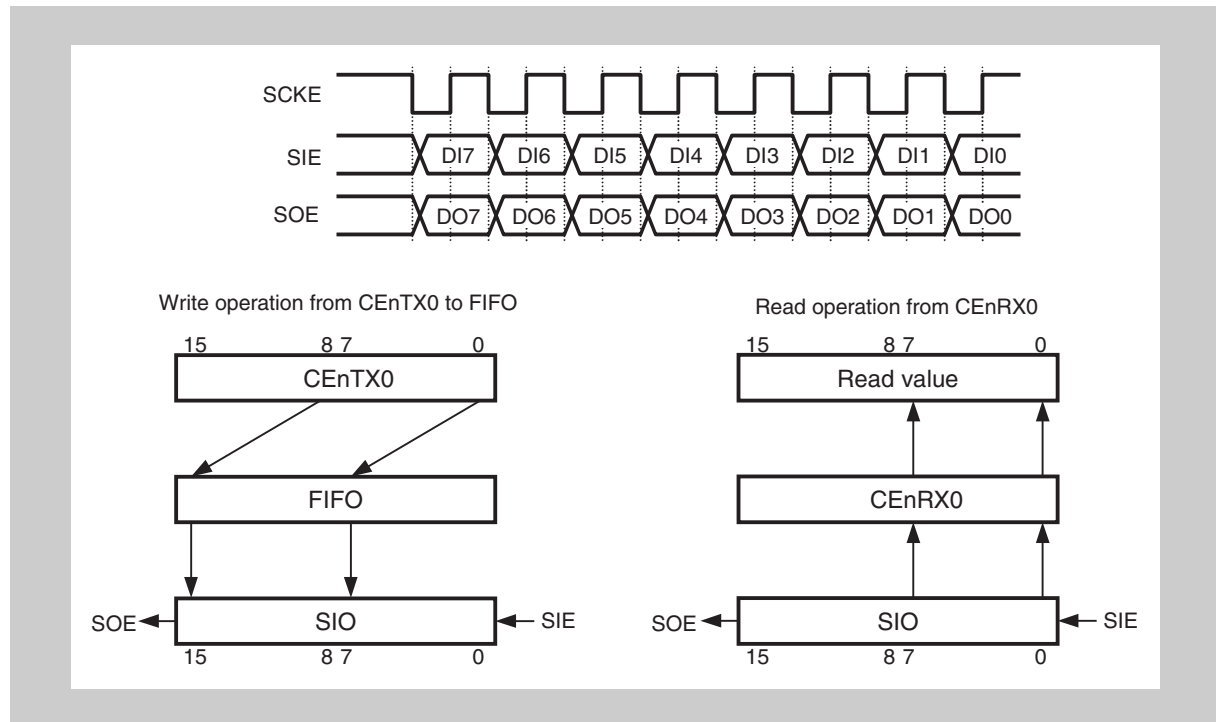 SCKE
SIE DI7 DI6 DI5 DI4 DI3 DI2 DI1 DI0
SOE DO7 DO6 DO5 DO4 DO3 DO2 DO1 DO0
Write operation from CEnTX0 to FIFO
15 8 7 0
CEnTX0
FIFO
SOE SIO SIE
15 8 7 0
Read operation from CEnRX0
15 8 7 0
Read value
CEnRX0
SOE SIO SIE
15 8 7 0